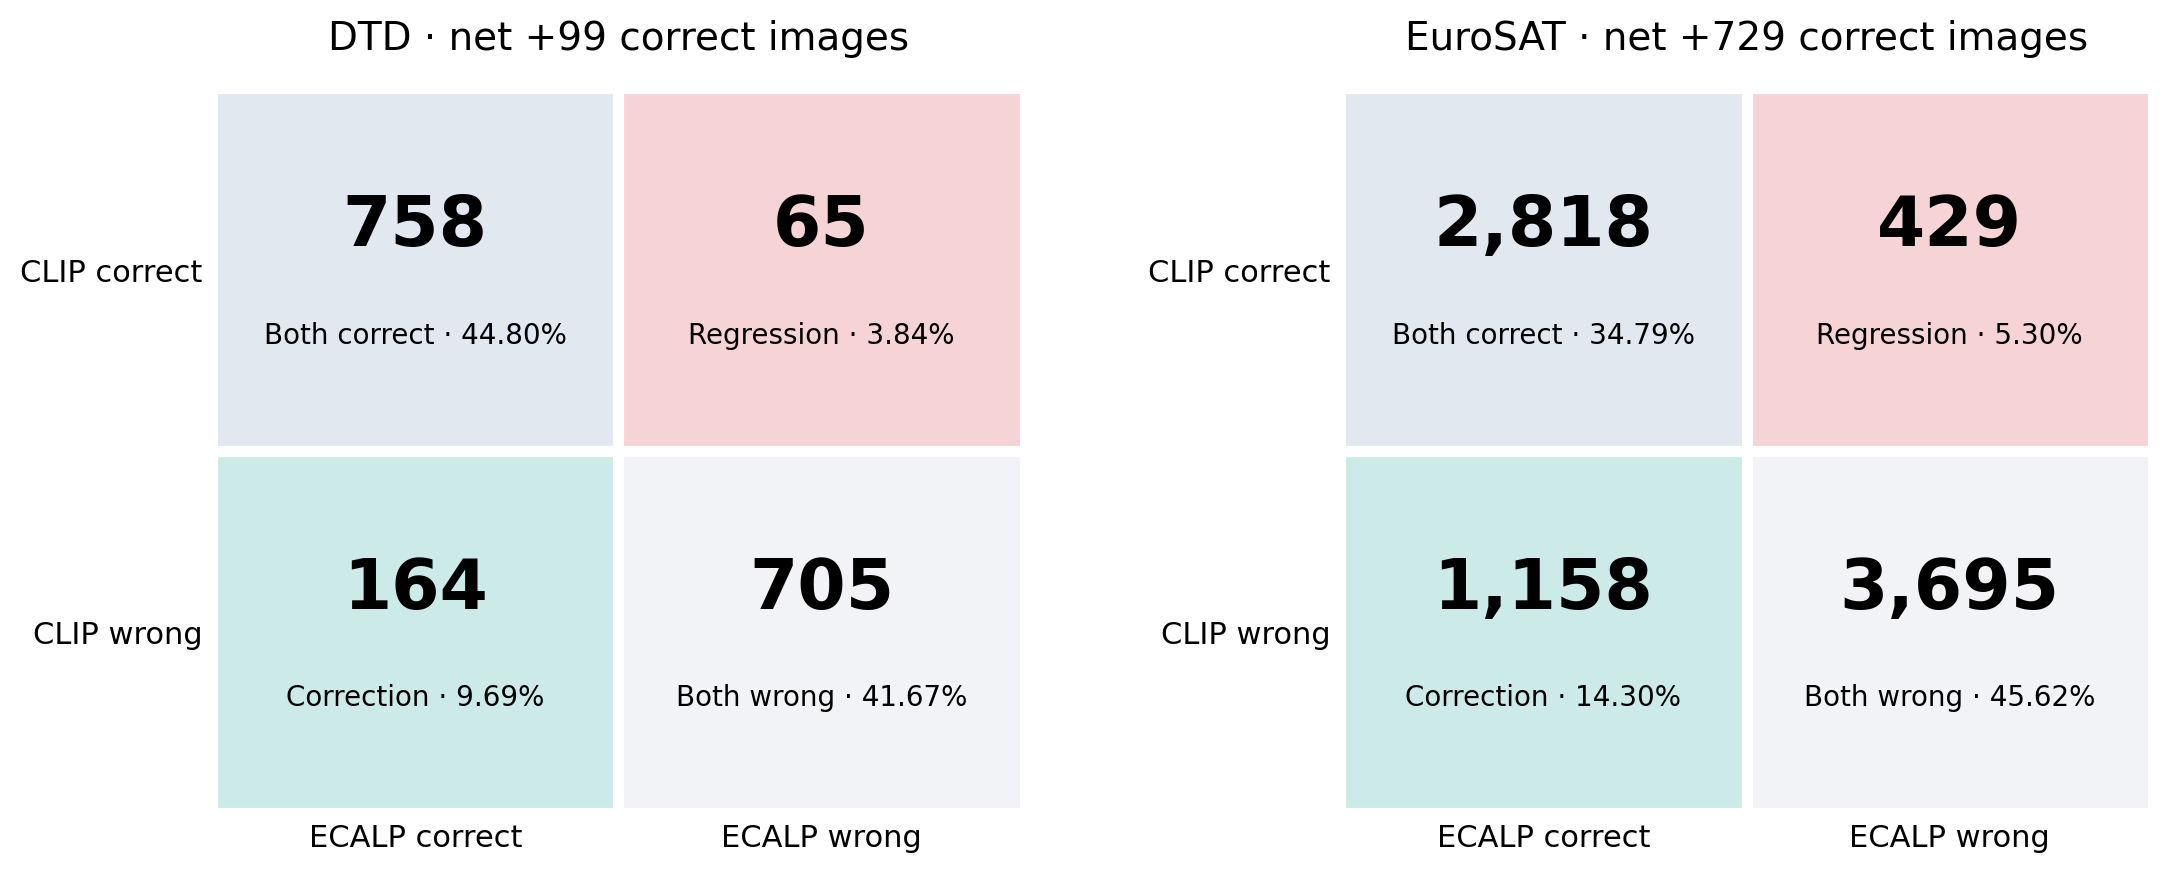 DTD · net +99 correct images
CLIP correct
758
Both correct · 44.80%
65
Regression · 3.84%
CLIP wrong
164
Correction · 9.69%
705
Both wrong · 41.67%
ECALP correct
ECALP wrong
EuroSAT · net +729 correct images
CLIP correct
2,818
Both correct · 34.79%
429
Regression · 5.30%
CLIP wrong
1,158
Correction · 14.30%
3,695
Both wrong · 45.62%
ECALP correct
ECALP wrong